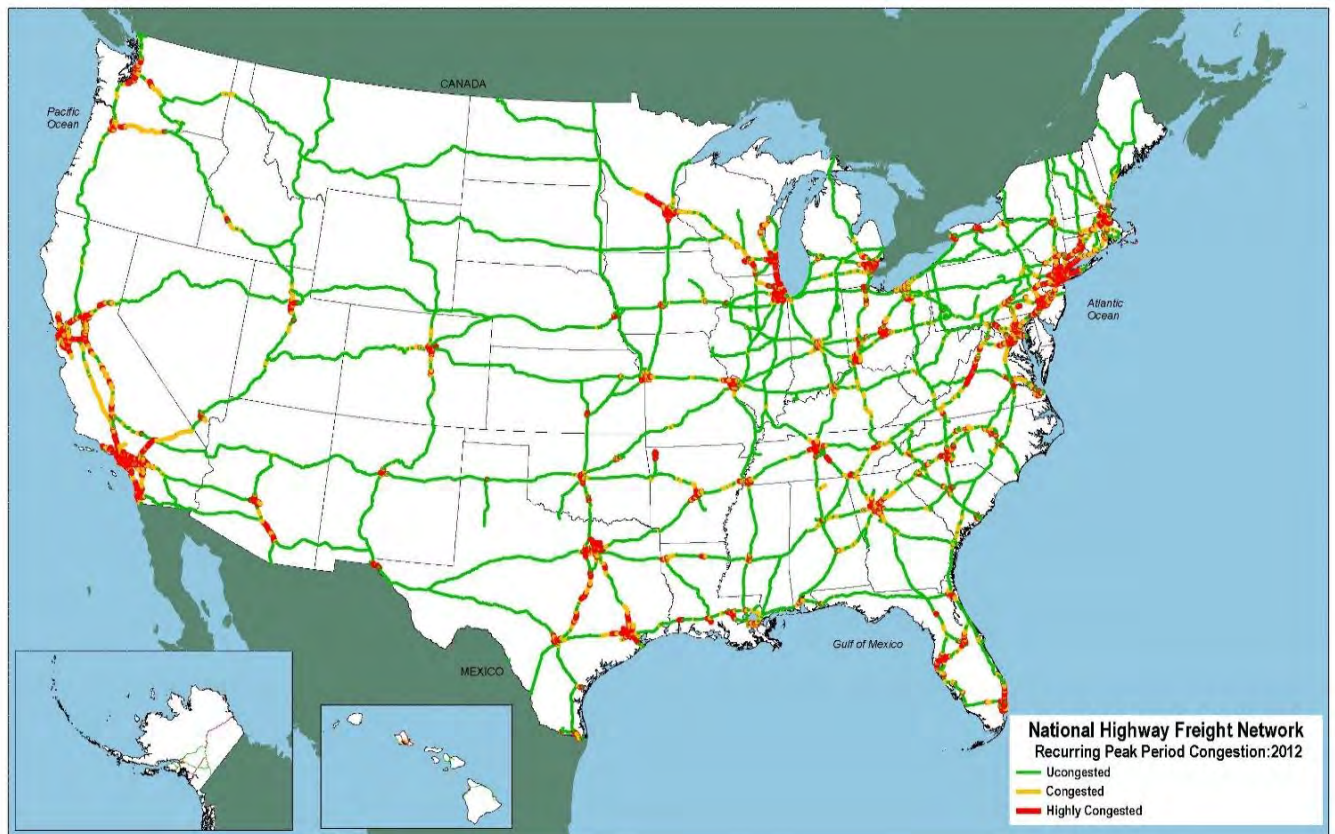 CANADA
Pacific
Ocean
Atlantic
Ocean
Gulf of Mexico
MEXICO
National Highway Freight Network
Recurring Peak Period Congestion:2012
Ucongested
Congested
Highly Congested